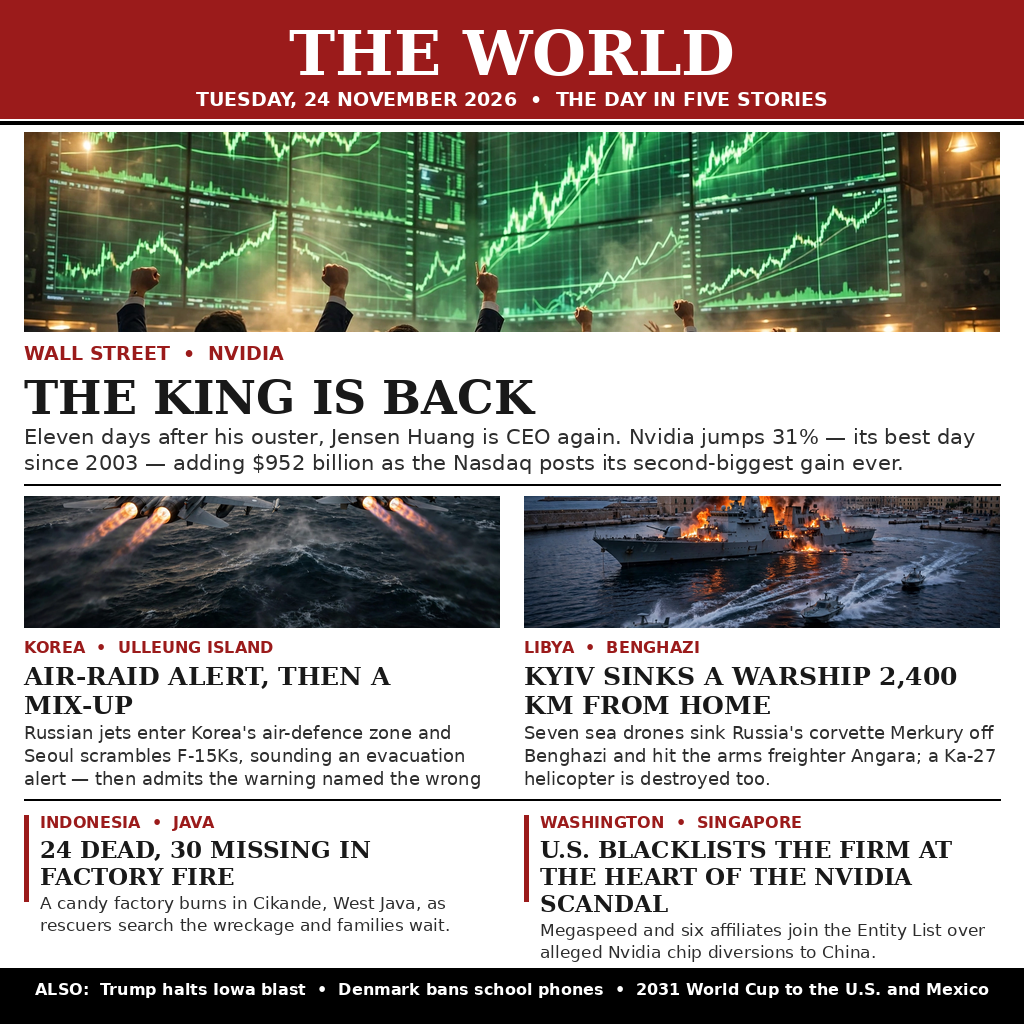 THE WORLD
TUESDAY, 24 NOVEMBER 2026 • THE DAY IN FIVE STORIES
WALL STREET • NVIDIA
THE KING IS BACK
Eleven days after his ouster, Jensen Huang is CEO again. Nvidia jumps 31% — its best day
since 2003 — adding $952 billion as the Nasdaq posts its second-biggest gain ever.
KOREA • ULLEUNG ISLAND
AIR-RAID ALERT, THEN A
MIX-UP
Russian jets enter Korea's air-defence zone and
Seoul scrambles F-15Ks, sounding an evacuation
alert — then admits the warning named the wrong
LIBYA • BENGHAZI
KYIV SINKS A WARSHIP 2,400
KM FROM HOME
Seven sea drones sink Russia's corvette Merkury off
Benghazi and hit the arms freighter Angara; a Ka-27
helicopter is destroyed too.
INDONESIA • JAVA
24 DEAD, 30 MISSING IN
FACTORY FIRE
A candy factory burns in Cikande, West Java, as
rescuers search the wreckage and families wait.
WASHINGTON • SINGAPORE
U.S. BLACKLISTS THE FIRM AT
THE HEART OF THE NVIDIA
SCANDAL
Megaspeed and six affiliates join the Entity List over
alleged Nvidia chip diversions to China.
ALSO: Trump halts Iowa blast • Denmark bans school phones • 2031 World Cup to the U.S. and Mexico